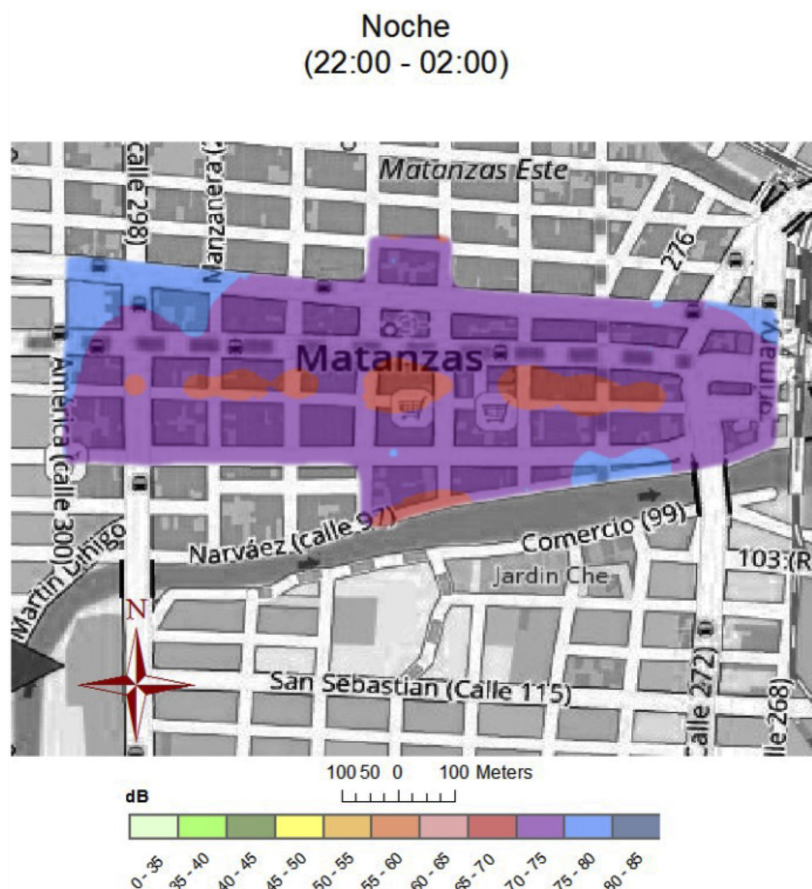 Noche
(22:00 - 02:00)
calle 298)
Manzanera (
Matanzas Este
276
Matanzas
América (calle 300)
primary
Narváez (calle 97)
Comercio (99)
Martín Dihigo
Jardin Che
103 (R
N
San Sebastian (Calle 115)
Calle 272)
lle 268)
100 50 0 100 Meters
dB
0 - 35
35 - 40
40 - 45
45 - 50
50 - 55
55 - 60
60 - 65
65 - 70
70 - 75
75 - 80
80 - 85